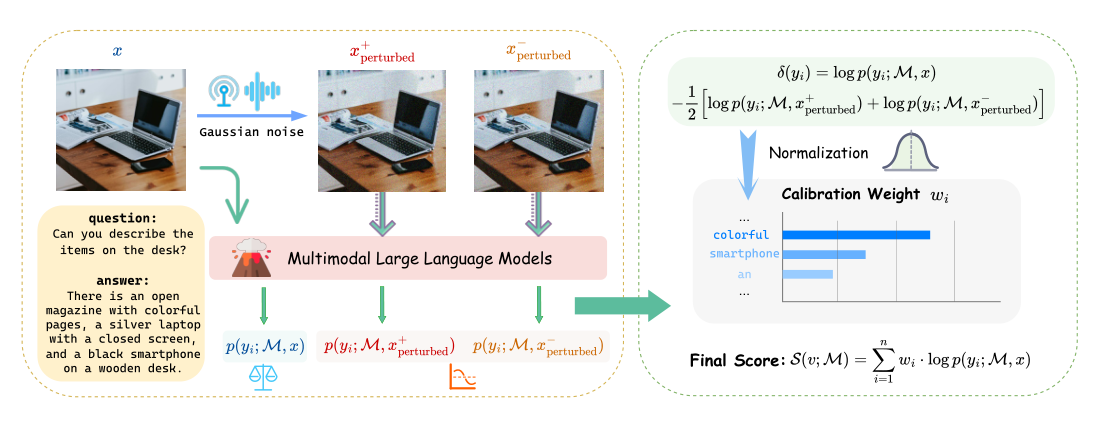 x
x⁺perturbed
x⁻perturbed
Gaussian noise
question:
Can you describe the
items on the desk?
answer:
There is an open
magazine with colorful
pages, a silver laptop
with a closed screen,
and a black smartphone
on a wooden desk.
Multimodal Large Language Models
p(yᵢ; M, x)
p(yᵢ; M, x⁺perturbed)
p(yᵢ; M, x⁻perturbed)
δ(yᵢ) = log p(yᵢ; M, x)
−1/2 [log p(yᵢ; M, x⁺perturbed) + log p(yᵢ; M, x⁻perturbed)]
Normalization
Calibration Weight wᵢ
...
colorful
smartphone
an
...
Final Score: S(v; M) = ∑ⁿᵢ₌₁ wᵢ · log p(yᵢ; M, x)